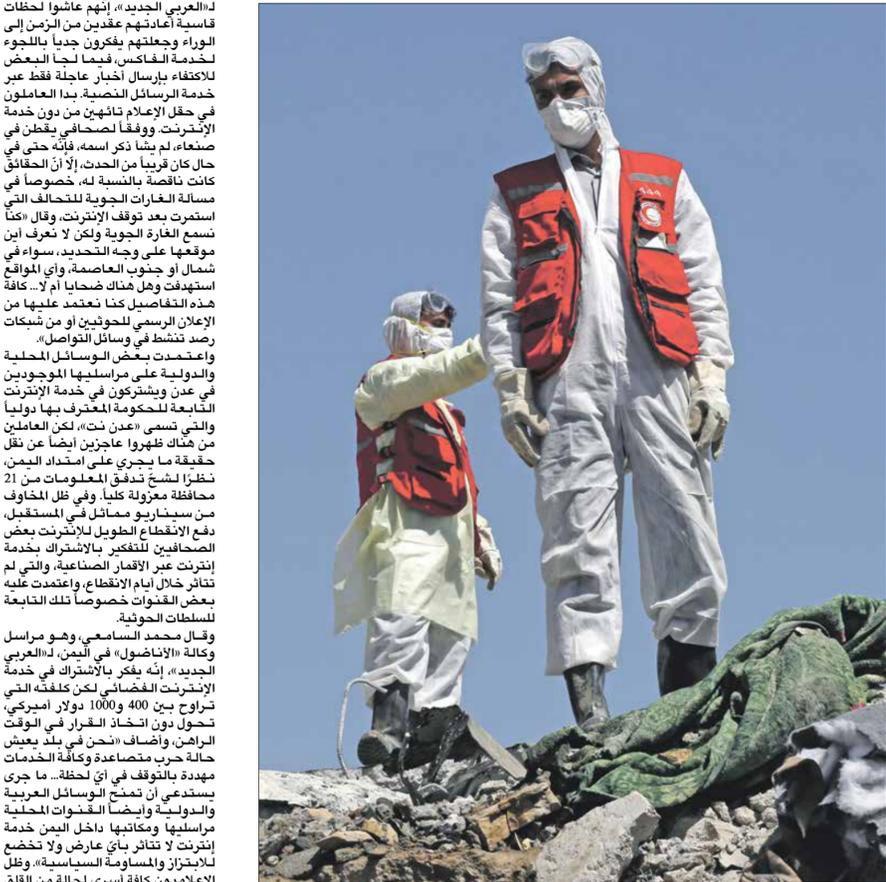 لـ«العربي الجديد»، إنهم عاشوا لحظات
قاسية أعادتهم عقدين من الزمن إلى
الوراء وجعلتهم يفكرون جدياً باللجوء
لخدمة الفاكس، فيما لجأ البعض
للاكتفاء بإرسال أخبار عاجلة فقط عبر
خدمة الرسائل النصية. بدا العاملون
في حقل الإعلام تائهين من دون خدمة
الإنترنت. ووفقاً لصحافي يقطن في
صنعاء، لم يشأ ذكر اسمه، فإنّه حتى في
حال كان قريباً من الحدث، إلّا أنّ الحقائق
كانت ناقصة بالنسبة له، خصوصاً في
مسألة الغارات الجوية للتحالف التي
استمرت بعد توقف الإنترنت، وقال «كنا
نسمع الغارة الجوية ولكن لا نعرف أين
موقعها على وجه التحديد، سواء في
شمال أو جنوب العاصمة، وأي المواقع
استهدفت وهل هناك ضحايا أم لا... كافة
هذه التفاصيل كنا نعتمد عليها من
الإعلان الرسمي للحوثيين أو من شبكات
رصد تنشط في وسائل التواصل».
واعتمدت بعض الوسائل المحلية
والدولية على مراسليها الموجودين
في عدن ويشتركون في خدمة الإنترنت
التابعة للحكومة المعترف بها دولياً
والتي تسمى «عدن نت»، لكن العاملين
من هناك ظهروا عاجزين أيضاً عن نقل
حقيقة ما يجري على امتداد اليمن،
نظرًا لشحّ تدفق المعلومات من 21
محافظة معزولة كلياً. وفي ظل المخاوف
من سيناريو مماثل في المستقبل،
دفع الانقطاع الطويل للإنترنت بعض
الصحافيين للتفكير بالاشتراك بخدمة
إنترنت عبر الأقمار الصناعية، والتي لم
تتأثر خلال أيام الانقطاع، واعتمدت عليه
بعض القنوات خصوصاً تلك التابعة
للسلطات الحوثية.
وقال محمد السامعي، وهو مراسل
وكالة «الأناضول» في اليمن، لـ«العربي
الجديد»، إنّه يفكر بالاشتراك في خدمة
الإنترنت الفضائي لكن كلفته التي
تراوح بين 400 و1000 دولار أميركي،
تحول دون اتخاذ القرار في الوقت
الراهن، وأضاف «نحن في بلد يعيش
حالة حرب متصاعدة وكافة الخدمات
مهددة بالتوقف في أيّ لحظة... ما جرى
يستدعي أن تمنح الوسائل العربية
والدولية وأيضاً القنوات المحلية
مراسليها ومكاتبها داخل اليمن خدمة
إنترنت لا تتأثر بأيّ عارض ولا تخضع
للابتزاز والمساومة السياسية». وظل
الإعلاميون كافة أسرى لحالة من القلق